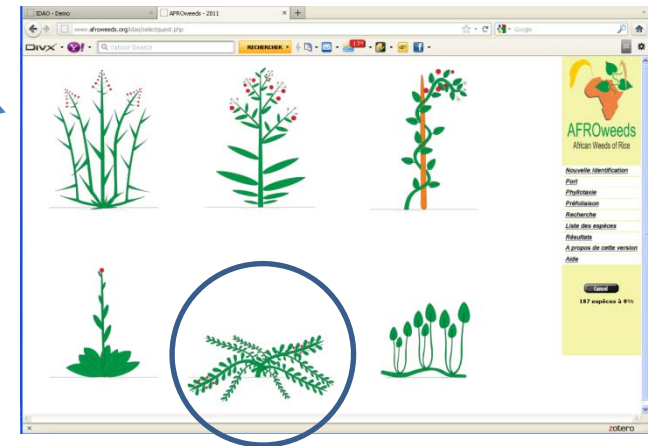 IDAO - Demo × AFROweeds - 2011 × +
www.afroweeds.org/idao/selectquest.php Google
DIVX Y! Yahoo! Search RECHERCHER 17°
AFROweeds
African Weeds of Rice
Nouvelle Identification
Port
Phyllotaxie
Préfoliaison
Recherche
Liste des espèces
Résultats
A propos de cette version
Aide
Cancel
187 espèces à 0%
× zotero